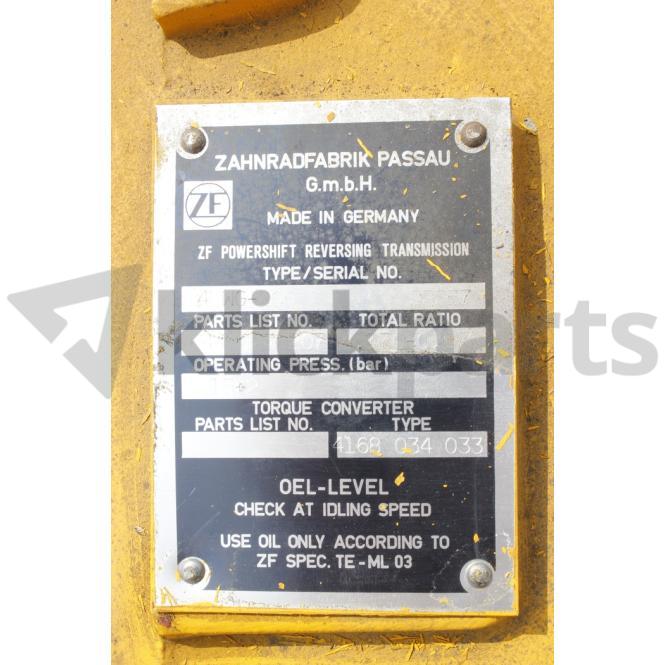 ZAHNRADFABRIK PASSAU
G.m.b.H.
ZF
MADE IN GERMANY
ZF POWERSHIFT REVERSING TRANSMISSION
TYPE/SERIAL NO.
PARTS LIST NO. TOTAL RATIO
klickparts
OPERATING PRESS. (bar)
TORQUE CONVERTER
PARTS LIST NO. TYPE
4168 034 033
OEL-LEVEL
CHECK AT IDLING SPEED
USE OIL ONLY ACCORDING TO
ZF SPEC. TE-ML 03